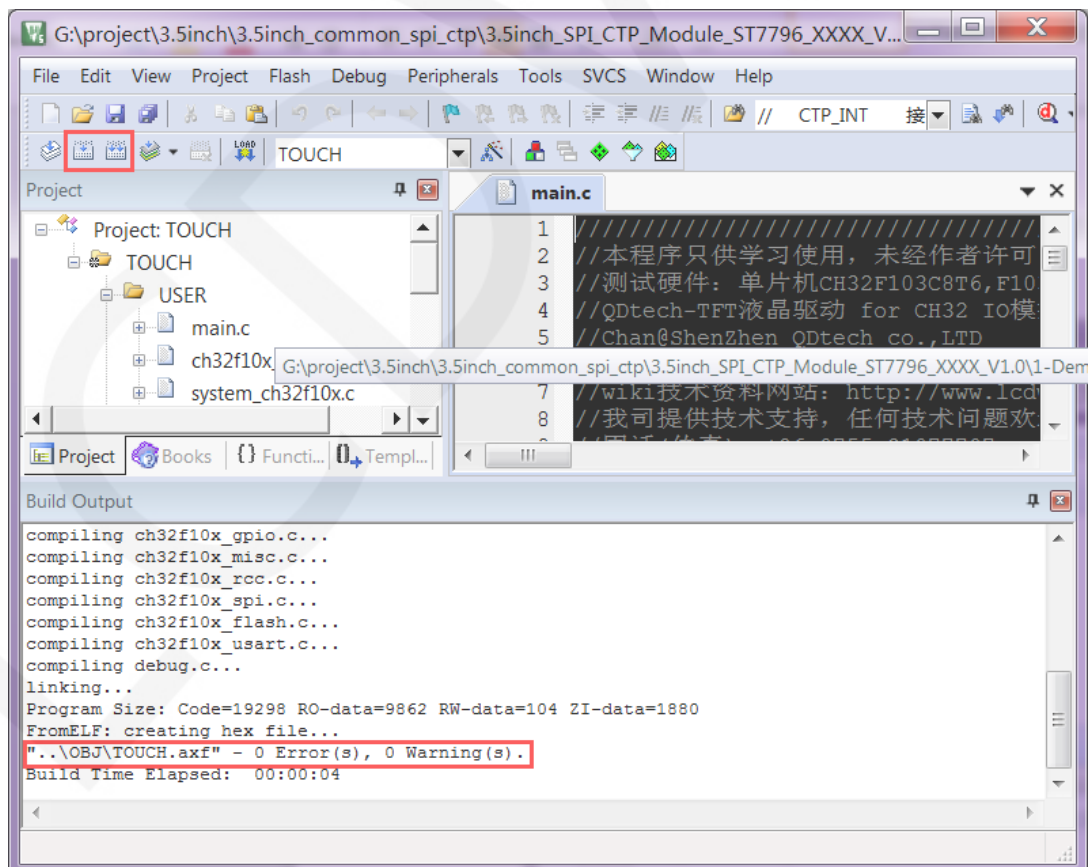 G:\project\3.5inch\3.5inch_common_spi_ctp\3.5inch_SPI_CTP_Module_ST7796_XXXX_V...
File Edit View Project Flash Debug Peripherals Tools SVCS Window Help
// CTP_INT 接
LOAD TOUCH
Project
Project: TOUCH
TOUCH
USER
main.c
ch32f10x_
system_ch32f10x.c
Project Books {} Functi... Templ...
main.c
1 ////////////////////////////////
2 //本程序只供学习使用，未经作者许可
3 //测试硬件：单片机CH32F103C8T6,F10
4 //QDtech-TFT液晶驱动 for CH32 IO模
5 //Chan@ShenZhen QDtech co.,LTD
G:\project\3.5inch\3.5inch_common_spi_ctp\3.5inch_SPI_CTP_Module_ST7796_XXXX_V1.0\1-Dem
7 //wiki技术资料网站：http://www.lcd
8 //我司提供技术支持，任何技术问题欢
Build Output
compiling ch32f10x_gpio.c...
compiling ch32f10x_misc.c...
compiling ch32f10x_rcc.c...
compiling ch32f10x_spi.c...
compiling ch32f10x_flash.c...
compiling ch32f10x_usart.c...
compiling debug.c...
linking...
Program Size: Code=19298 RO-data=9862 RW-data=104 ZI-data=1880
FromELF: creating hex file...
"..\OBJ\TOUCH.axf" - 0 Error(s), 0 Warning(s).
Build Time Elapsed: 00:00:04